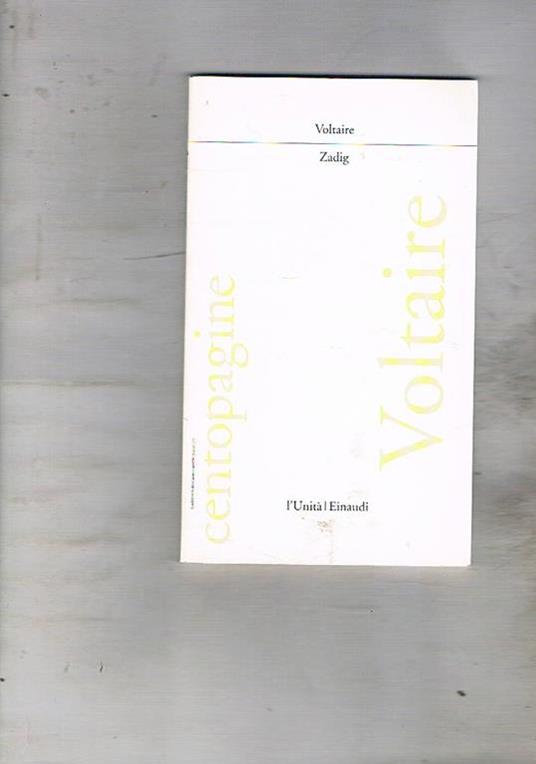 Voltaire
Zadig
Voltaire
centopagine
l'Unità | Einaudi